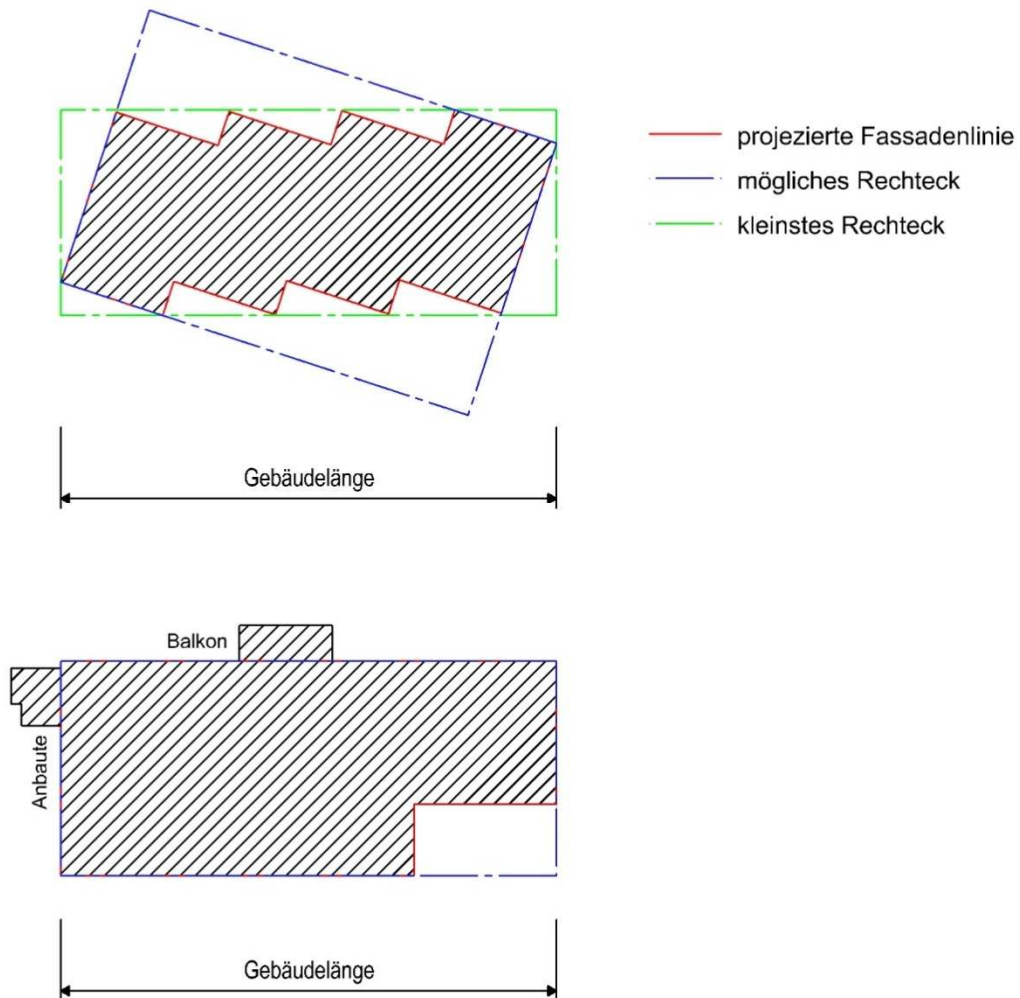 projezierte Fassadenlinie
mögliches Rechteck
kleinstes Rechteck
Gebäudelänge
Balkon
Anbaute
Gebäudelänge